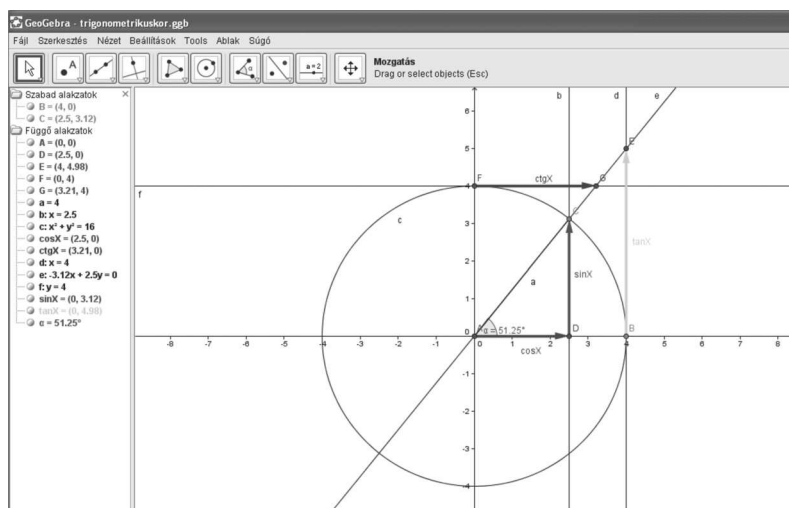 GeoGebra - trigonometrikuskor.ggb
Fájl Szerkesztés Nézet Beállítások Tools Ablak Súgó
A
α
a = 2
Mozgatás
Drag or select objects (Esc)
Szabad alakzatok
B = (4, 0)
C = (2.5, 3.12)
Függő alakzatok
A = (0, 0)
D = (2.5, 0)
E = (4, 4.98)
F = (0, 4)
G = (3.21, 4)
a = 4
b: x = 2.5
c: x² + y² = 16
cosX = (2.5, 0)
ctgX = (3.21, 0)
d: x = 4
e: -3.12x + 2.5y = 0
f: y = 4
sinX = (0, 3.12)
tanX = (0, 4.98)
α = 51.25°
b d e
6
5 E
F G
4
ctgX
f
c C
3
tanX
2
sinX
a
1
0 A α = 51.25° D B
-8 -7 -6 -5 -4 -3 -2 -1 0 1 2 3 4 5 6 7 8
cosX
-1
-2
-3
-4